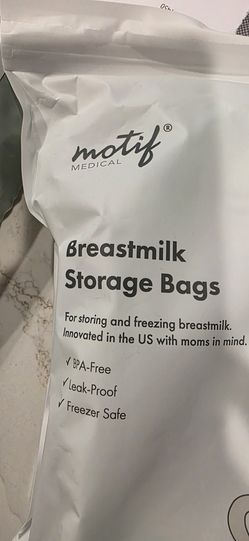 motif®
MEDICAL
Breastmilk
Storage Bags
For storing and freezing breastmilk.
Innovated in the US with moms in mind.
✓ BPA-Free
✓ Leak-Proof
✓ Freezer Safe